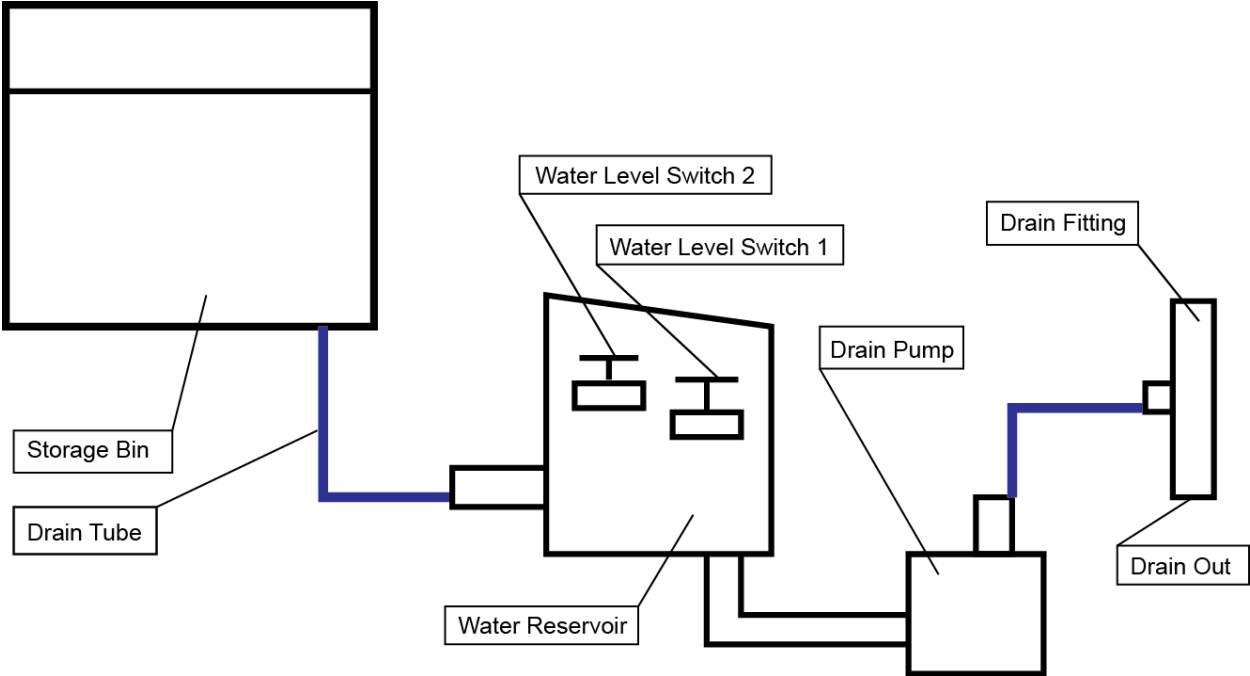 Water Level Switch 2
Water Level Switch 1
Drain Fitting
Drain Pump
Storage Bin
Drain Tube
Drain Out
Water Reservoir